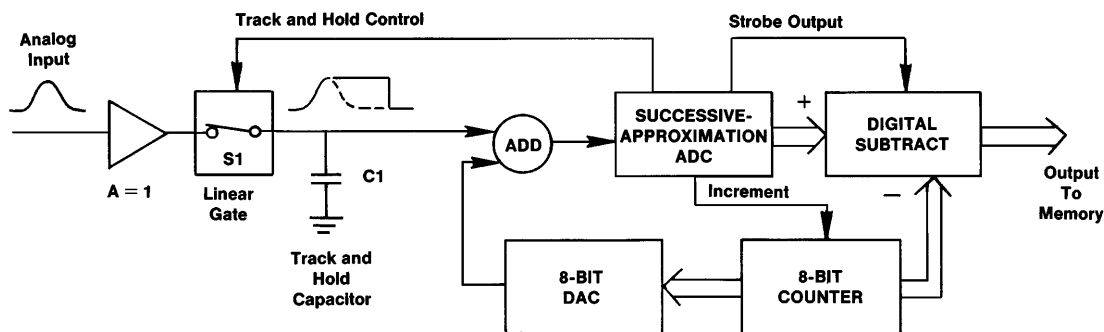 Track and Hold Control
Strobe Output
Analog
Input
S1
A = 1
Linear
Gate
C1
Track and
Hold
Capacitor
ADD
SUCCESSIVE-
APPROXIMATION
ADC
+
DIGITAL
SUBTRACT
Increment
−
Output
To
Memory
8-BIT
DAC
8-BIT
COUNTER